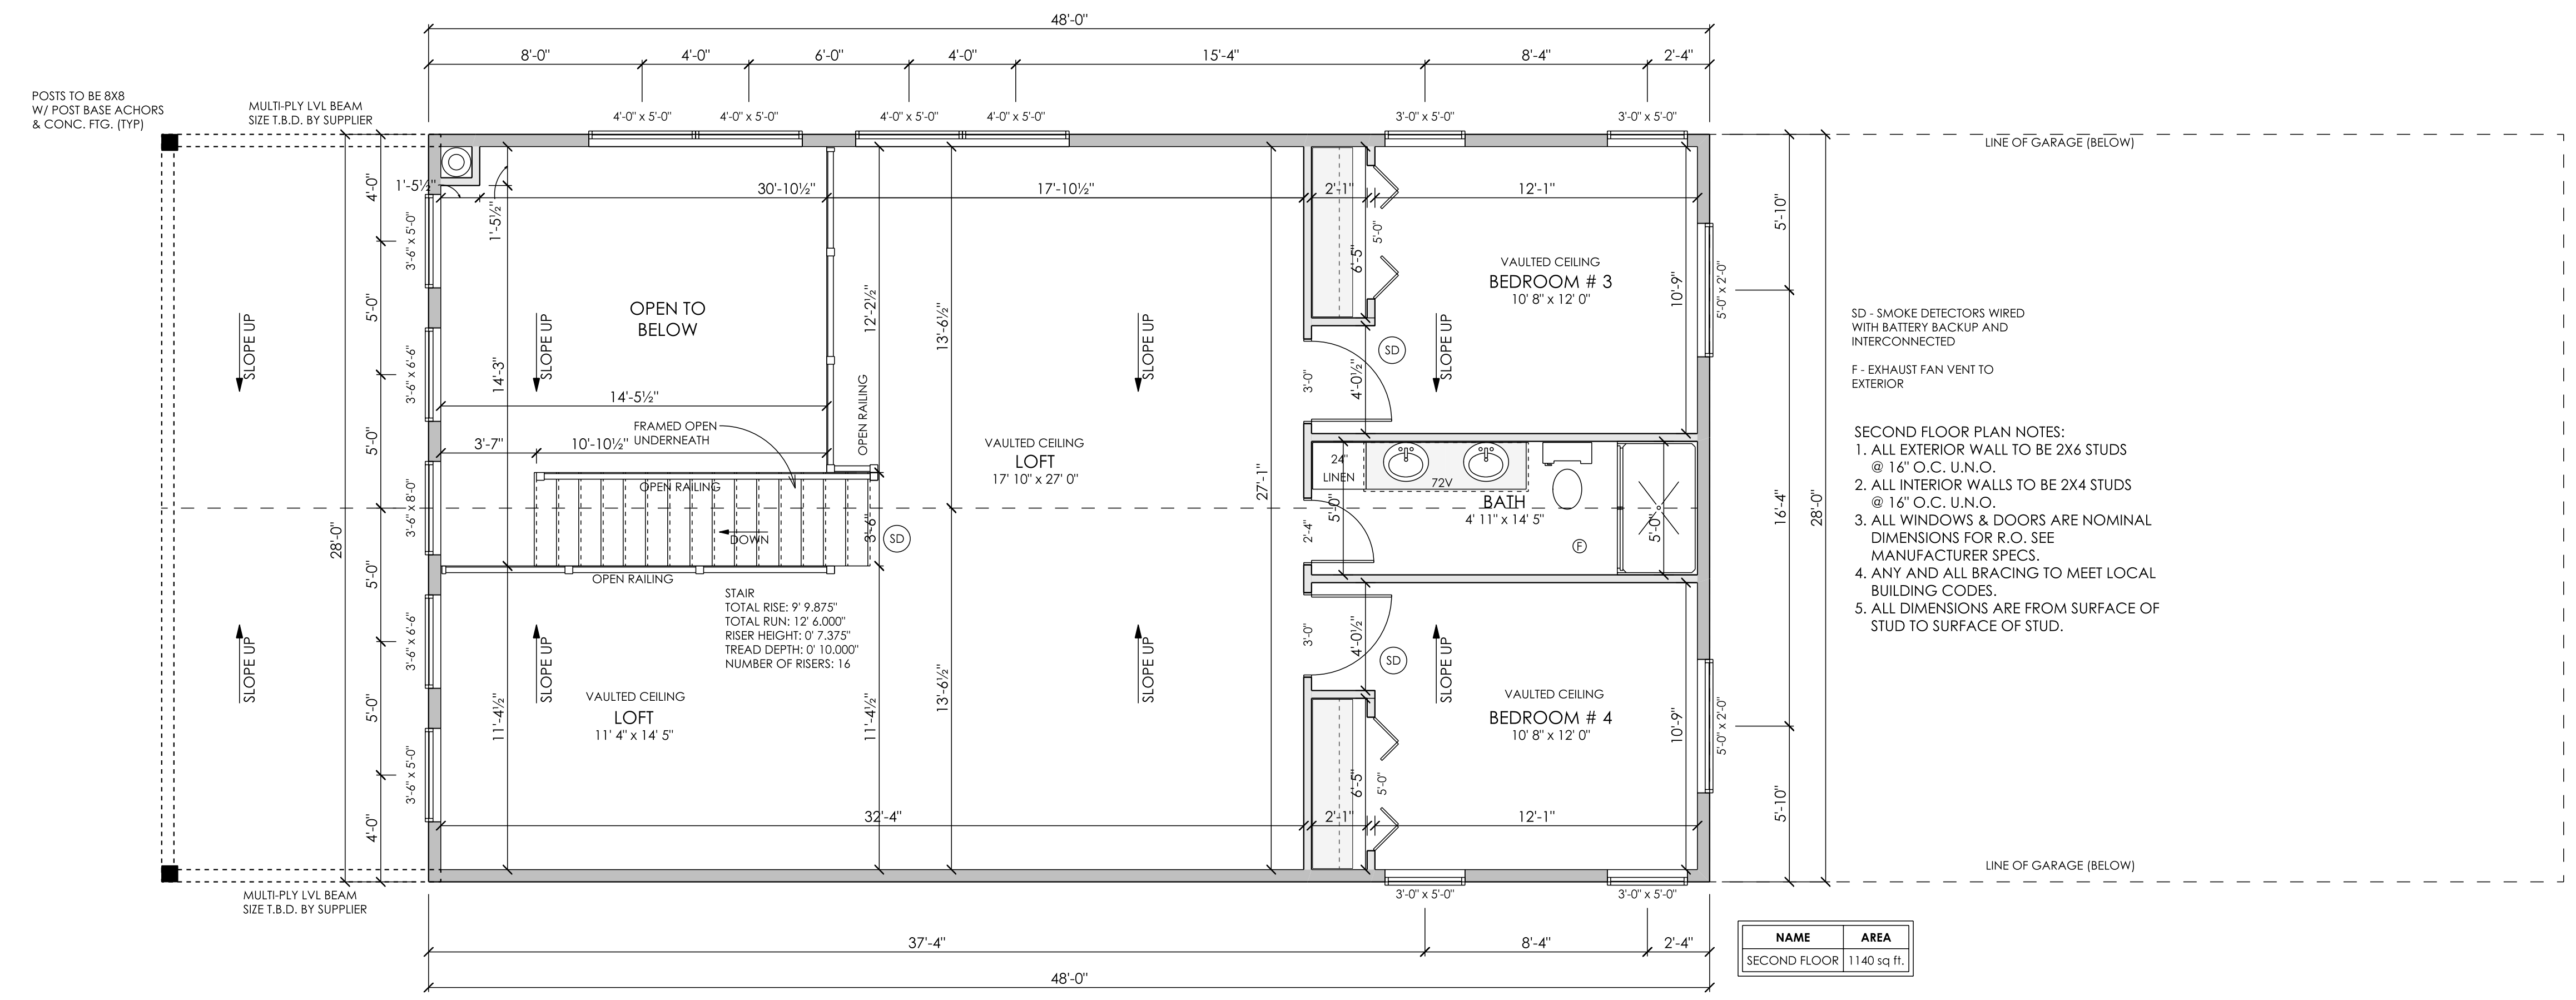 48'-0"
8'-0"
4'-0"
6'-0"
4'-0"
15'-4"
8'-4"
2'-4"
POSTS TO BE 8X8
W/ POST BASE ACHORS
& CONC. FTG. (TYP)
MULTI-PLY LVL BEAM
SIZE T.B.D. BY SUPPLIER
4'-0" x 5'-0"
4'-0" x 5'-0"
4'-0" x 5'-0"
4'-0" x 5'-0"
3'-0" x 5'-0"
3'-0" x 5'-0"
LINE OF GARAGE (BELOW)
28'-0"
4'-0"
5'-0"
5'-0"
5'-0"
5'-0"
4'-0"
3'-6" x 5'-0"
3'-6" x 6'-6"
3'-6" x 8'-0"
3'-6" x 6'-6"
3'-6" x 5'-0"
SLOPE UP
SLOPE UP
1'-5½"
30'-10½"
17'-10½"
2'-1"
12'-1"
1'-5½"
14'-3"
11'-4½"
OPEN TO
BELOW
SLOPE UP
14'-5½"
3'-7"
10'-10½"
FRAMED OPEN
UNDERNEATH
OPEN RAILING
12'-2½"
OPEN RAILING
DOWN
3'-6"
SD
OPEN RAILING
STAIR
TOTAL RISE: 9' 9.875"
TOTAL RUN: 12' 6.000"
RISER HEIGHT: 0' 7.375"
TREAD DEPTH: 0' 10.000"
NUMBER OF RISERS: 16
SLOPE UP
VAULTED CEILING
LOFT
11' 4" x 14' 5"
11'-4½"
13'-6½"
13'-6½"
SLOPE UP
VAULTED CEILING
LOFT
17' 10" x 27' 0"
SLOPE UP
27'-1"
32'-4"
2'-1"
12'-1"
6'-5"
5'-0"
VAULTED CEILING
BEDROOM # 3
10' 8" x 12' 0"
10'-9"
5'-0" x 2'-0"
3'-0"
4'-0½"
SD
SLOPE UP
24"
LINEN
72V
BATH
4' 11" x 14' 5"
5'-0"
5'-0"
2'-4"
F
3'-0"
4'-0½"
SD
SLOPE UP
VAULTED CEILING
BEDROOM # 4
10' 8" x 12' 0"
10'-9"
6'-5"
5'-0"
5'-0" x 2'-0"
5'-10"
16'-4"
5'-10"
28'-0"
SD - SMOKE DETECTORS WIRED
WITH BATTERY BACKUP AND
INTERCONNECTED
F - EXHAUST FAN VENT TO
EXTERIOR
SECOND FLOOR PLAN NOTES:
1. ALL EXTERIOR WALL TO BE 2X6 STUDS
@ 16" O.C. U.N.O.
2. ALL INTERIOR WALLS TO BE 2X4 STUDS
@ 16" O.C. U.N.O.
3. ALL WINDOWS & DOORS ARE NOMINAL
DIMENSIONS FOR R.O. SEE
MANUFACTURER SPECS.
4. ANY AND ALL BRACING TO MEET LOCAL
BUILDING CODES.
5. ALL DIMENSIONS ARE FROM SURFACE OF
STUD TO SURFACE OF STUD.
LINE OF GARAGE (BELOW)
MULTI-PLY LVL BEAM
SIZE T.B.D. BY SUPPLIER
3'-0" x 5'-0"
3'-0" x 5'-0"
37'-4"
8'-4"
2'-4"
48'-0"
NAME AREA
SECOND FLOOR 1140 sq ft.